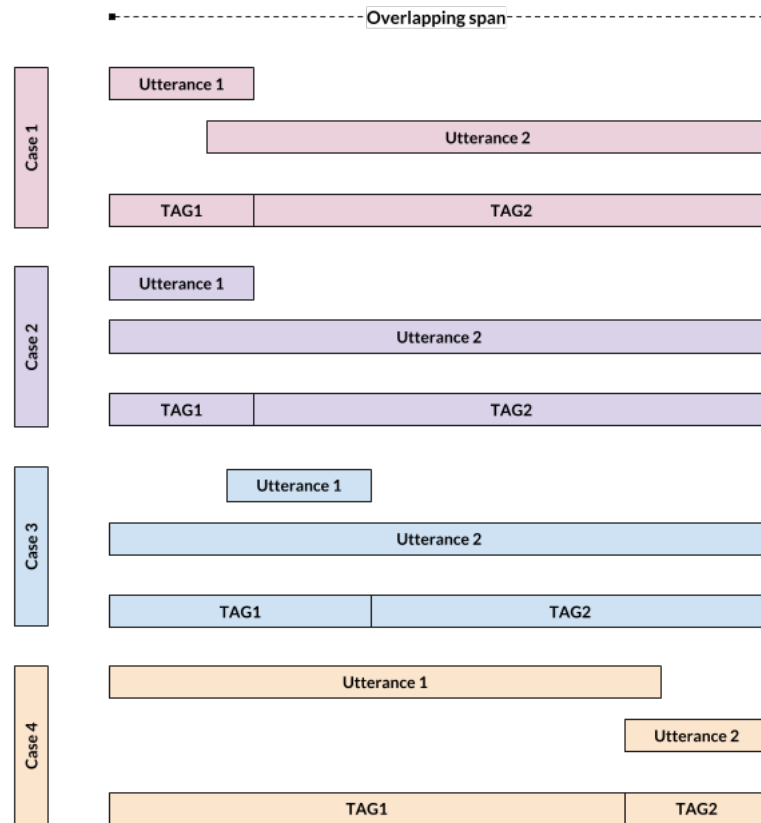 Overlapping span
Case 1
Utterance 1
Utterance 2
TAG1 TAG2
Case 2
Utterance 1
Utterance 2
TAG1 TAG2
Case 3
Utterance 1
Utterance 2
TAG1 TAG2
Case 4
Utterance 1
Utterance 2
TAG1 TAG2